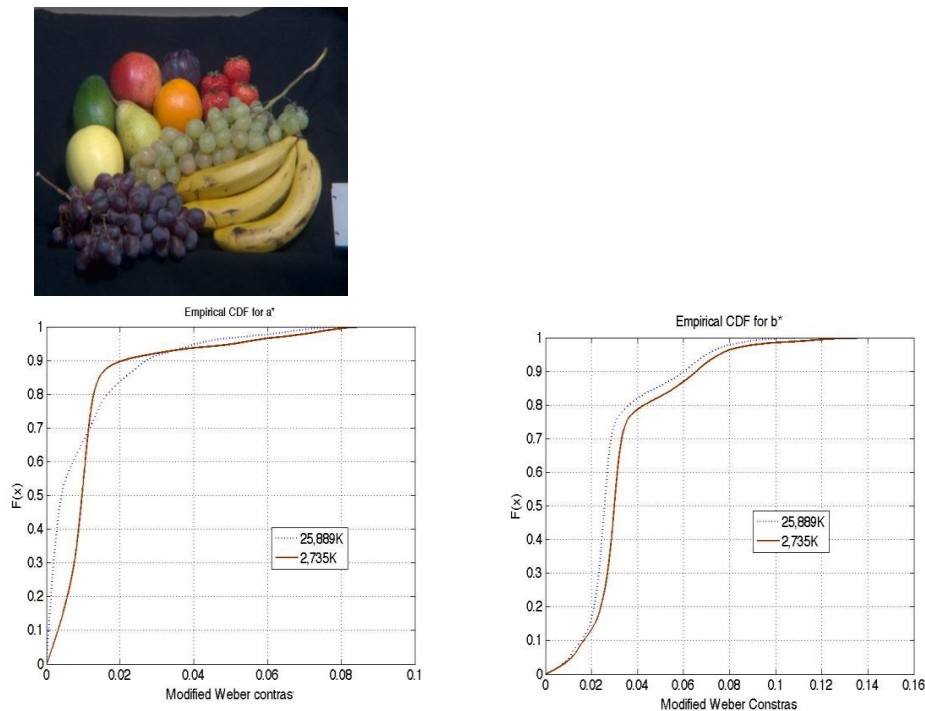 Empirical CDF for a*
1
0.9
0.8
0.7
0.6
0.5
0.4
0.3
0.2
0.1
0
F(x)
25,889K
2,735K
0 0.02 0.04 0.06 0.08 0.1
Modified Weber contras
Empirical CDF for b*
1
0.9
0.8
0.7
0.6
0.5
0.4
0.3
0.2
0.1
0
F(x)
25,889K
2,735K
0 0.02 0.04 0.06 0.08 0.10 0.12 0.14 0.16
Modified Weber Constras